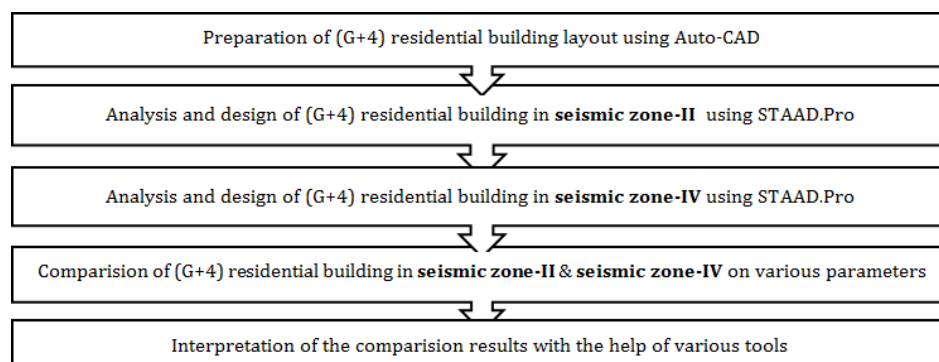 Preparation of (G+4) residential building layout using Auto-CAD
Analysis and design of (G+4) residential building in seismic zone-II using STAAD.Pro
Analysis and design of (G+4) residential building in seismic zone-IV using STAAD.Pro
Comparision of (G+4) residential building in seismic zone-II & seismic zone-IV on various parameters
Interpretation of the comparision results with the help of various tools